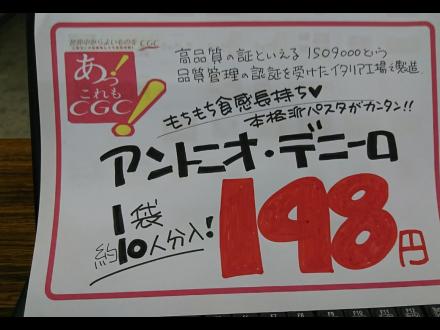 高品質の証といえる ISO9000という
品質管理の認証を受けたイタリア工場で製造
あっ!
これも
CGC
もちもち食感長持ち♥
本格派パスタがカンタン!!
アントニオ・デニーロ
1袋
約10人分入!
148円